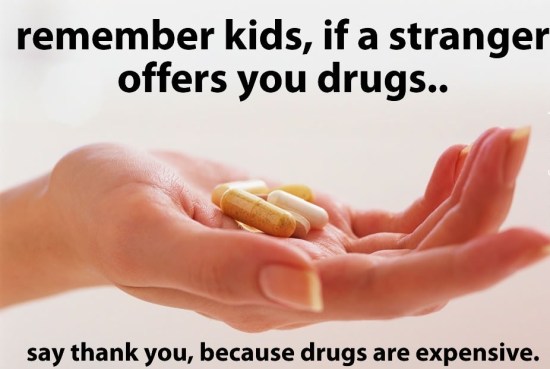 remember kids, if a stranger
offers you drugs..
say thank you, because drugs are expensive.